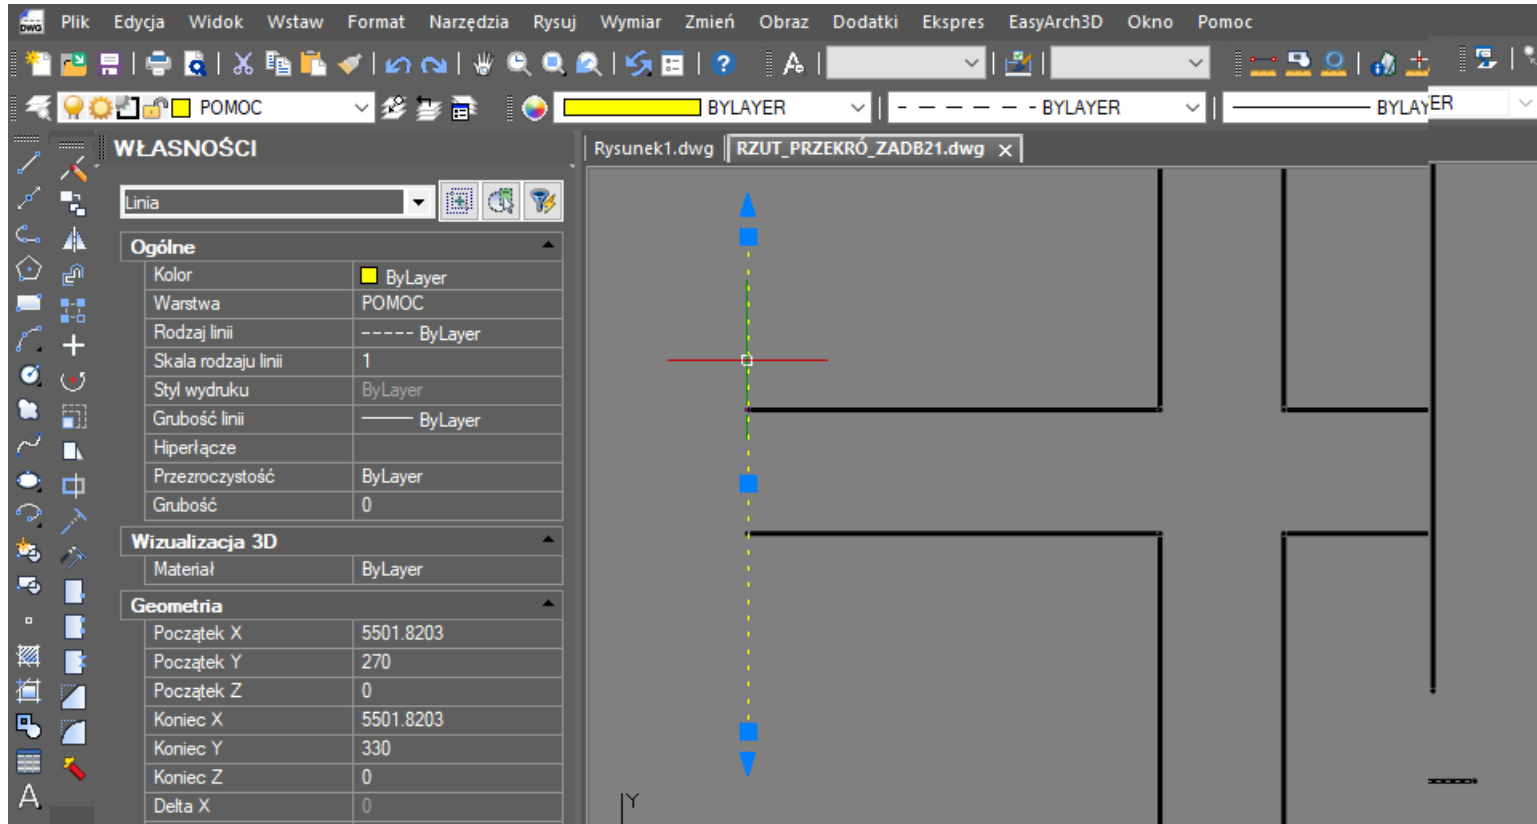 DWG Plik Edycja Widok Wstaw Format Narzędzia Rysuj Wymiar Zmień Obraz Dodatki Ekspres EasyArch3D Okno Pomoc
POMOC BYLAYER BYLAYER BYLAYER
WŁASNOŚCI
Rysunek1.dwg RZUT_PRZEKRÓ_ZADB21.dwg
Linia
Ogólne
Kolor ByLayer
Warstwa POMOC
Rodzaj linii ByLayer
Skala rodzaju linii 1
Styl wydruku ByLayer
Grubość linii ByLayer
Hiperłącze
Przezroczystość ByLayer
Grubość 0
Wizualizacja 3D
Materiał ByLayer
Geometria
Początek X 5501.8203
Początek Y 270
Początek Z 0
Koniec X 5501.8203
Koniec Y 330
Koniec Z 0
Delta X 0
Y